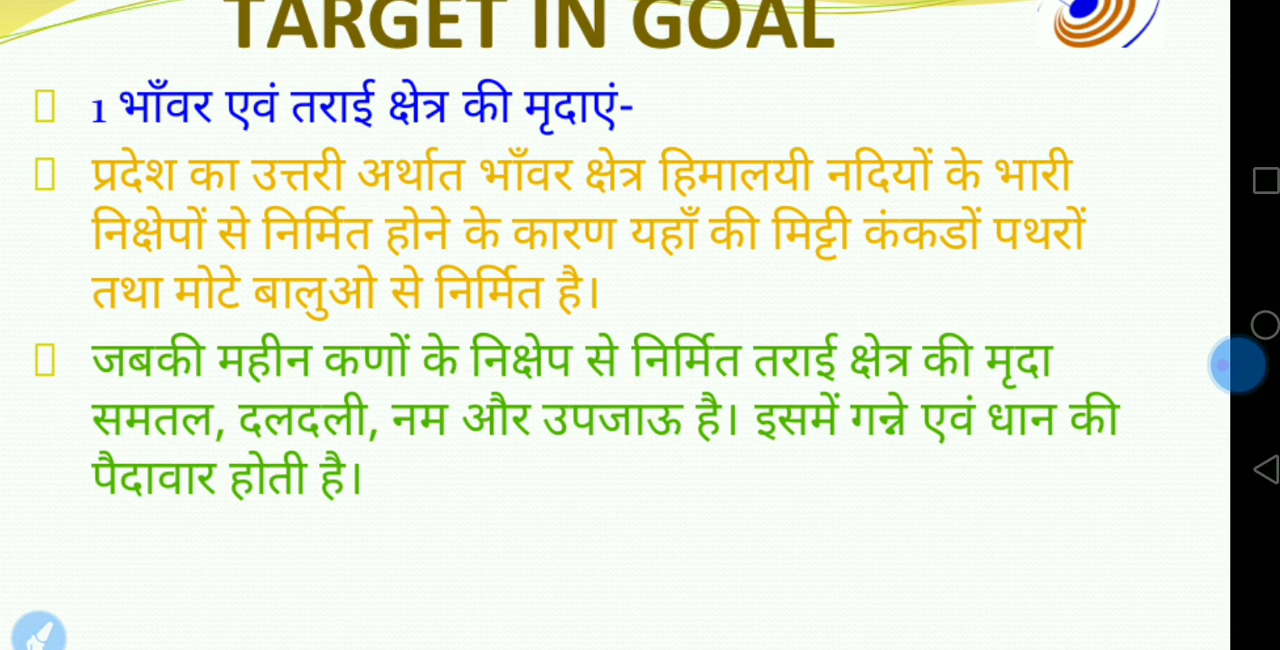 TARGET IN GOAL
1 भाँवर एवं तराई क्षेत्र की मृदाएं-
प्रदेश का उत्तरी अर्थात भाँवर क्षेत्र हिमालयी नदियों के भारी
निक्षेपों से निर्मित होने के कारण यहाँ की मिट्टी कंकडों पथरों
तथा मोटे बालुओ से निर्मित है।
जबकी महीन कणों के निक्षेप से निर्मित तराई क्षेत्र की मृदा
समतल, दलदली, नम और उपजाऊ है। इसमें गन्ने एवं धान की
पैदावार होती है।